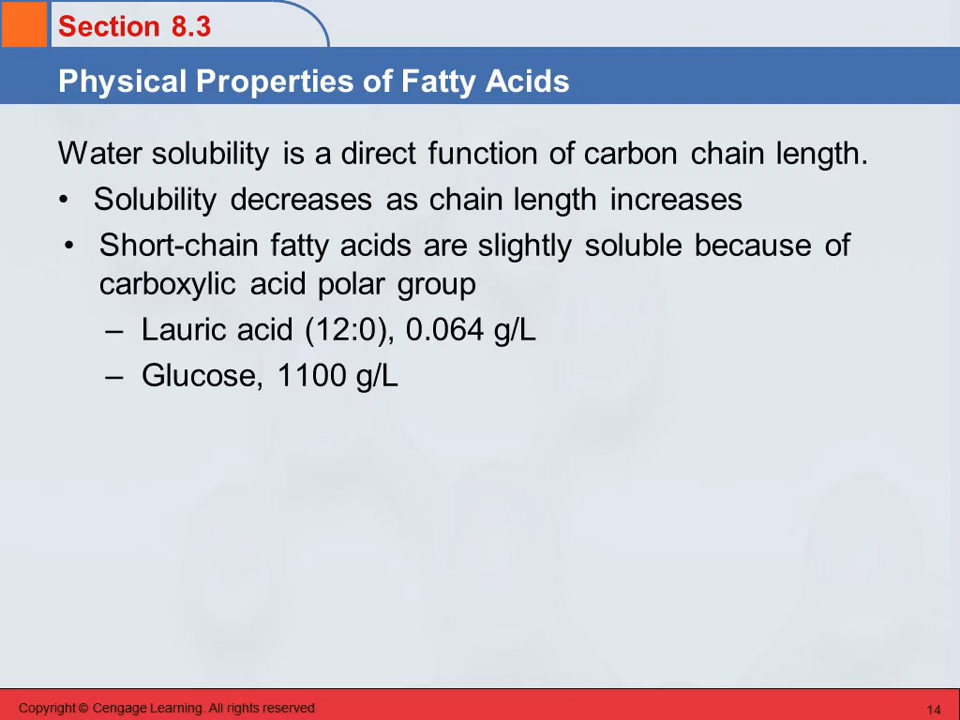 Section 8.3
Physical Properties of Fatty Acids
Water solubility is a direct function of carbon chain length.
• Solubility decreases as chain length increases
• Short-chain fatty acids are slightly soluble because of
carboxylic acid polar group
– Lauric acid (12:0), 0.064 g/L
– Glucose, 1100 g/L
Copyright © Cengage Learning. All rights reserved
14